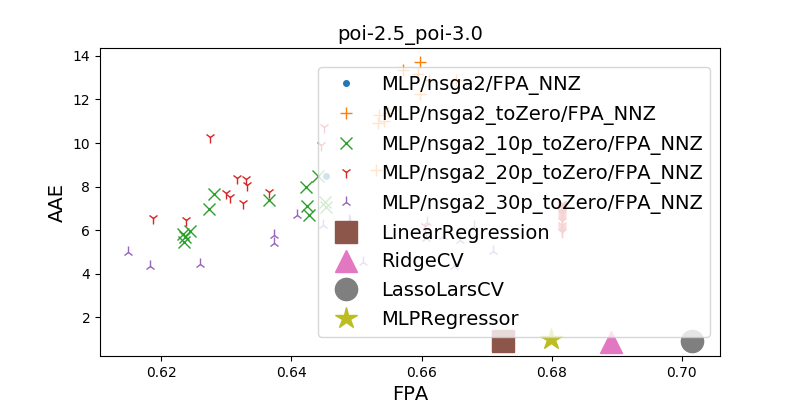 poi-2.5_poi-3.0
14
12
10
8
6
4
2
AAE
MLP/nsga2/FPA_NNZ
MLP/nsga2_toZero/FPA_NNZ
MLP/nsga2_10p_toZero/FPA_NNZ
MLP/nsga2_20p_toZero/FPA_NNZ
MLP/nsga2_30p_toZero/FPA_NNZ
LinearRegression
RidgeCV
LassoLarsCV
MLPRegressor
0.62 0.64 0.66 0.68 0.70
FPA